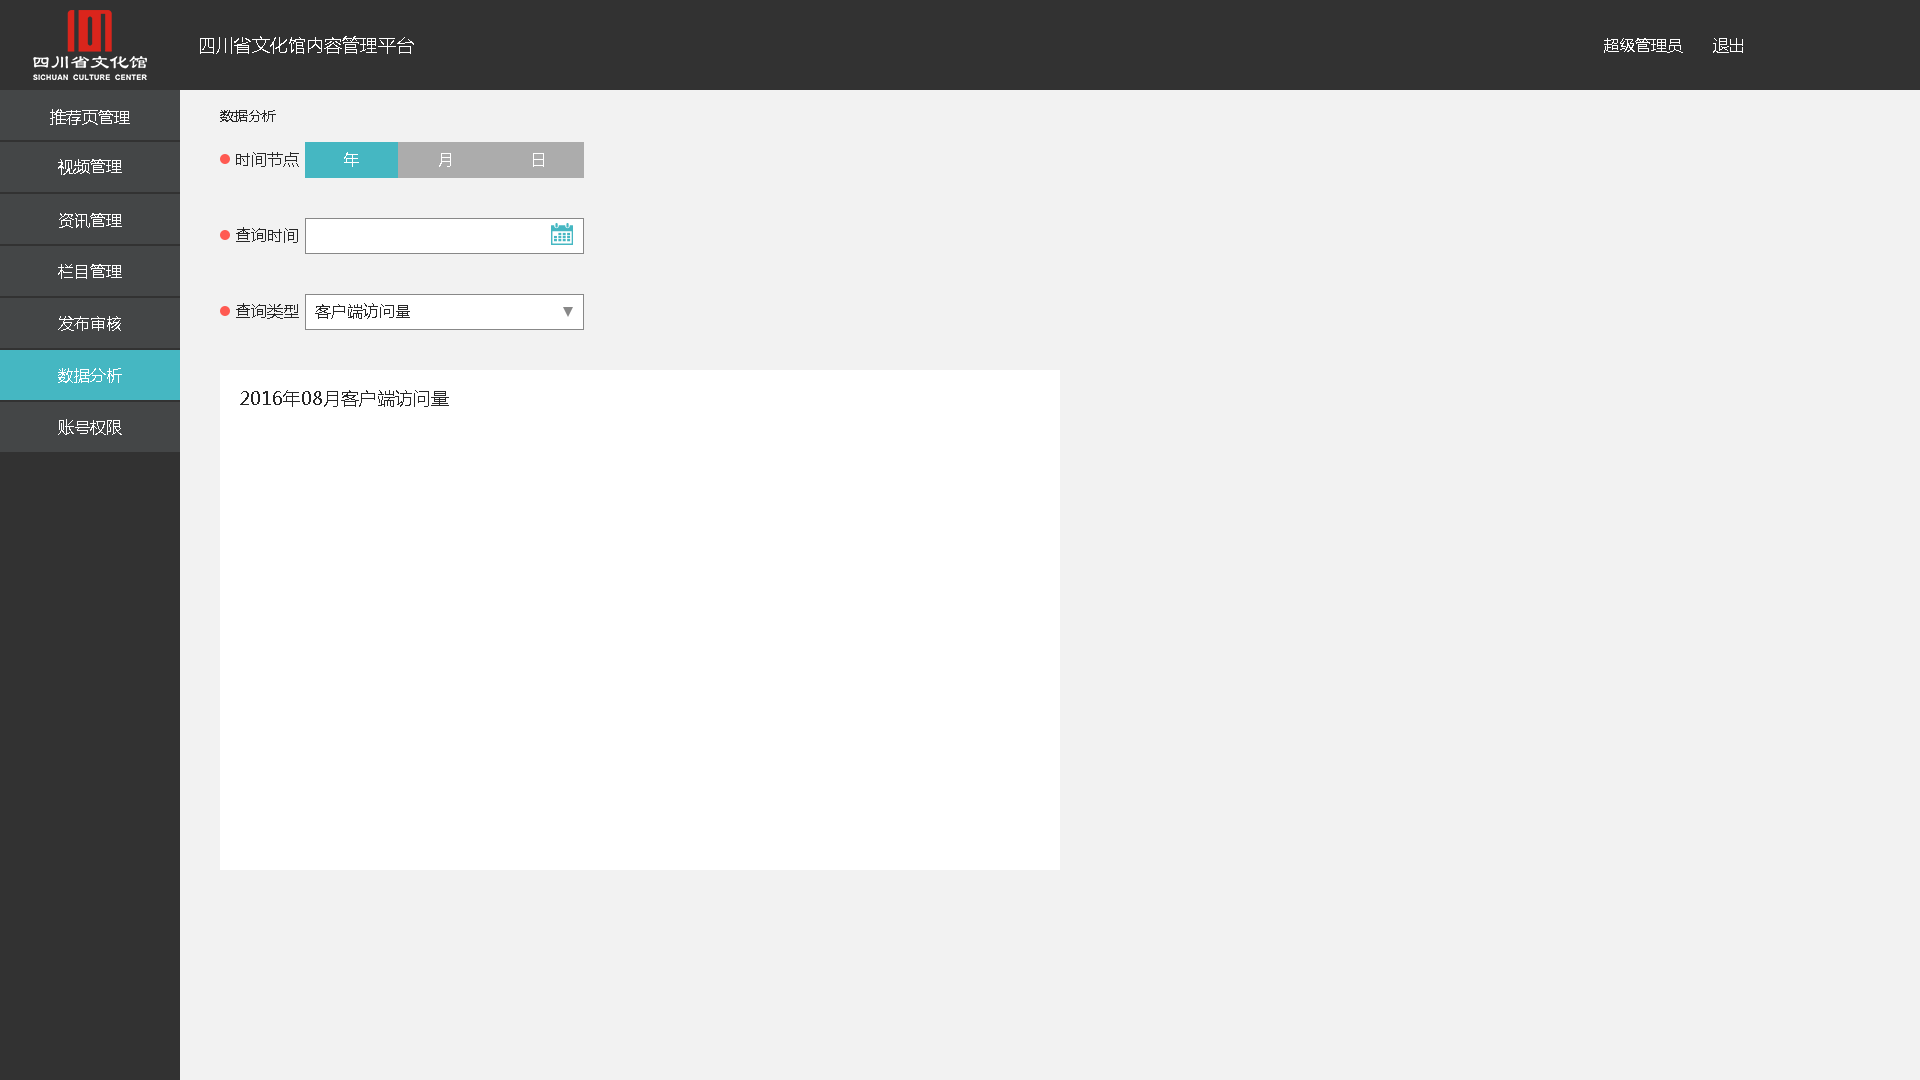 四川省文化馆
SICHUAN CULTURE CENTER
四川省文化馆内容管理平台
超级管理员 退出
推荐页管理
视频管理
资讯管理
栏目管理
发布审核
数据分析
账号权限
数据分析
时间节点 年 月 日
查询时间
查询类型 客户端访问量
2016年08月客户端访问量